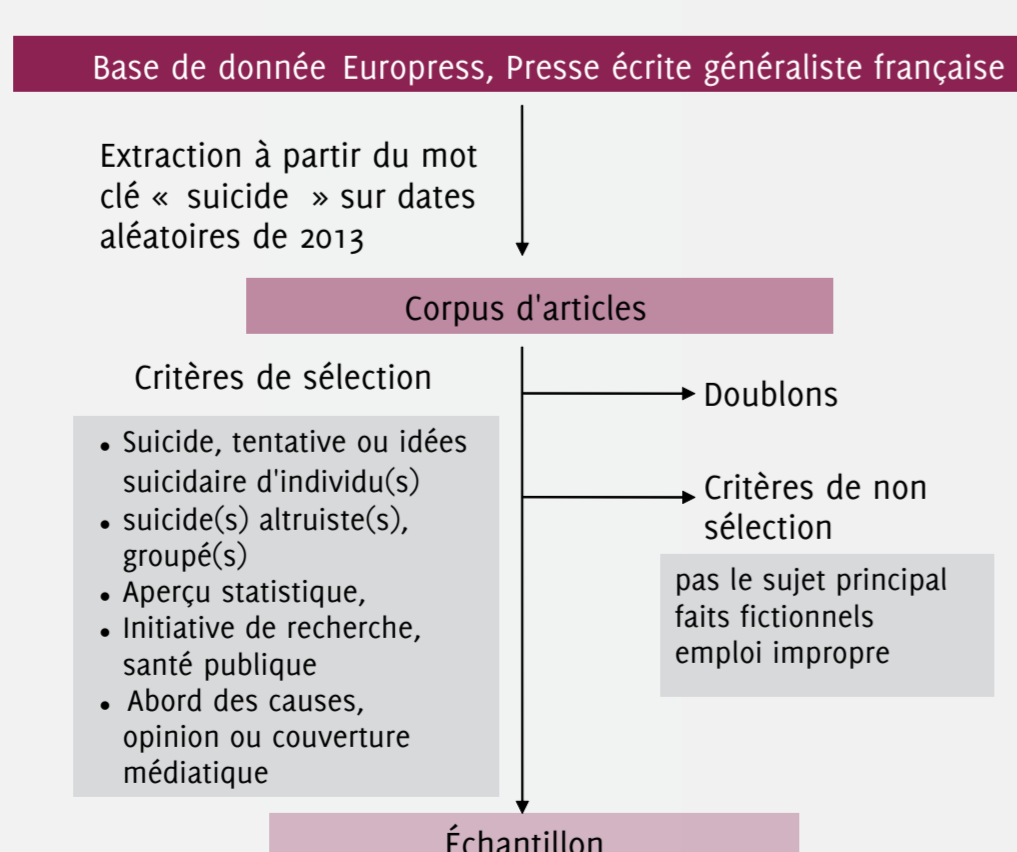 Base de donnée Europress, Presse écrite généraliste française
Extraction à partir du mot
clé « suicide » sur dates
aléatoires de 2013
Corpus d'articles
Critères de sélection
• Suicide, tentative ou idées
suicidaire d'individu(s)
• suicide(s) altruiste(s),
groupé(s)
• Aperçu statistique,
• Initiative de recherche,
santé publique
• Abord des causes,
opinion ou couverture
médiatique
Doublons
Critères de non
sélection
pas le sujet principal
faits fictionnels
emploi impropre
Échantillon